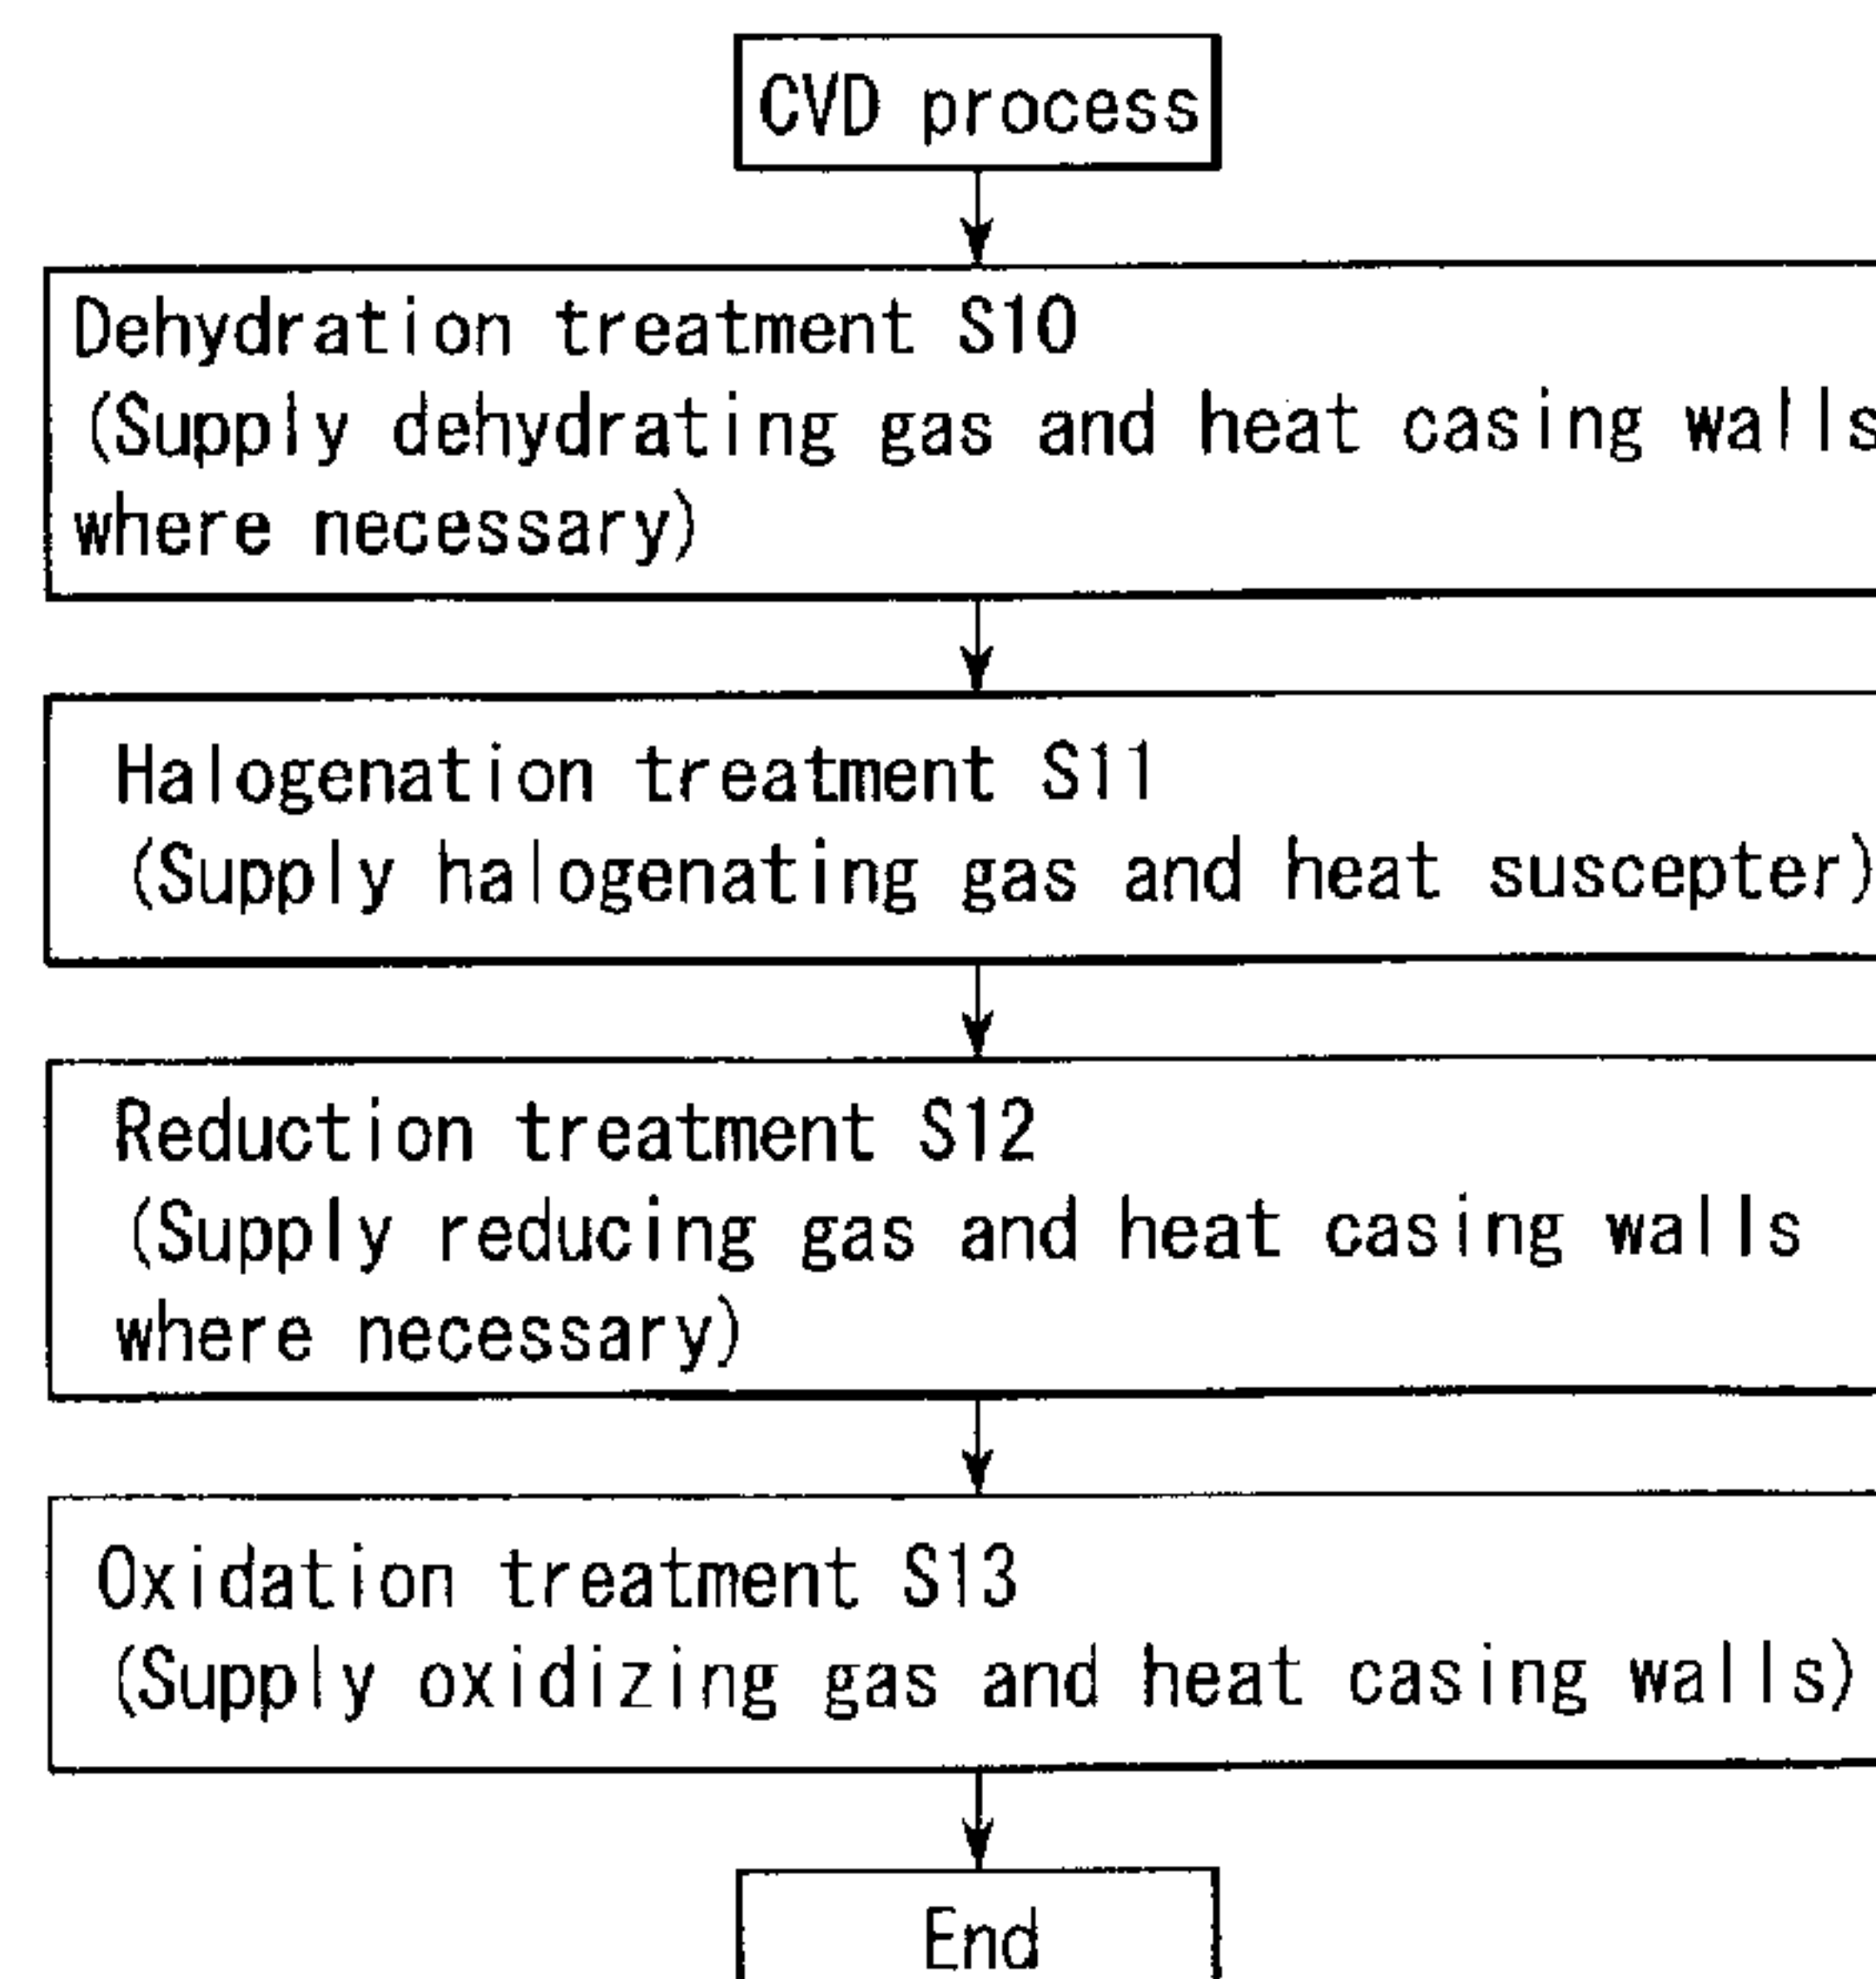 CVD process
Dehydration treatment S10
(Supply dehydrating gas and heat casing walls
where necessary)
Halogenation treatment S11
(Supply halogenating gas and heat suscepter)
Reduction treatment S12
(Supply reducing gas and heat casing walls
where necessary)
Oxidation treatment S13
(Supply oxidizing gas and heat casing walls)
End